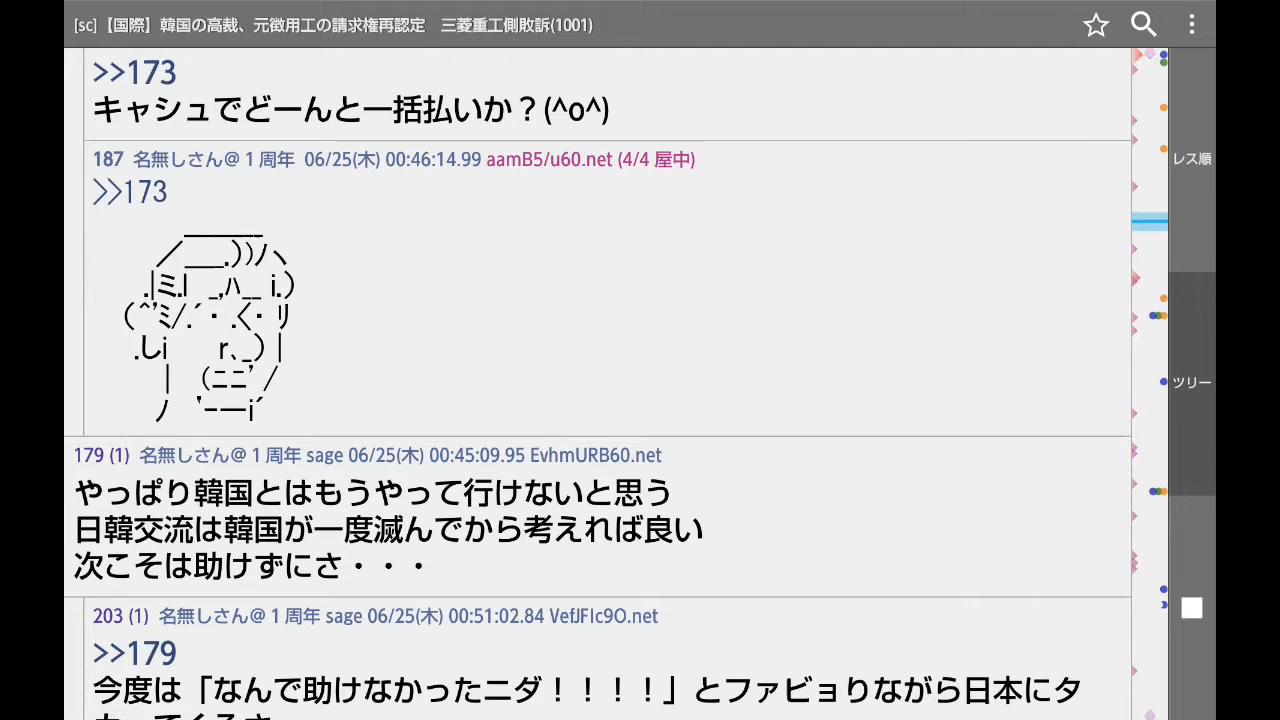 [sc]【国際】韓国の高裁、元徴用工の請求権再認定　三菱重工側敗訴(1001)
>>173
キャシュでどーんと一括払いか？(^o^)
187 名無しさん＠１周年 06/25(木) 00:46:14.99 aamB5/u60.net (4/4 屋中)
>>173
179 (1) 名無しさん＠１周年 sage 06/25(木) 00:45:09.95 EvhmURB60.net
やっぱり韓国とはもうやって行けないと思う
日韓交流は韓国が一度滅んでから考えれば良い
次こそは助けずにさ・・・
203 (1) 名無しさん＠１周年 sage 06/25(木) 00:51:02.84 VefJFIc9O.net
>>179
今度は「なんで助けなかったニダ！！！！」とファビョりながら日本にタ
レス順
ツリー